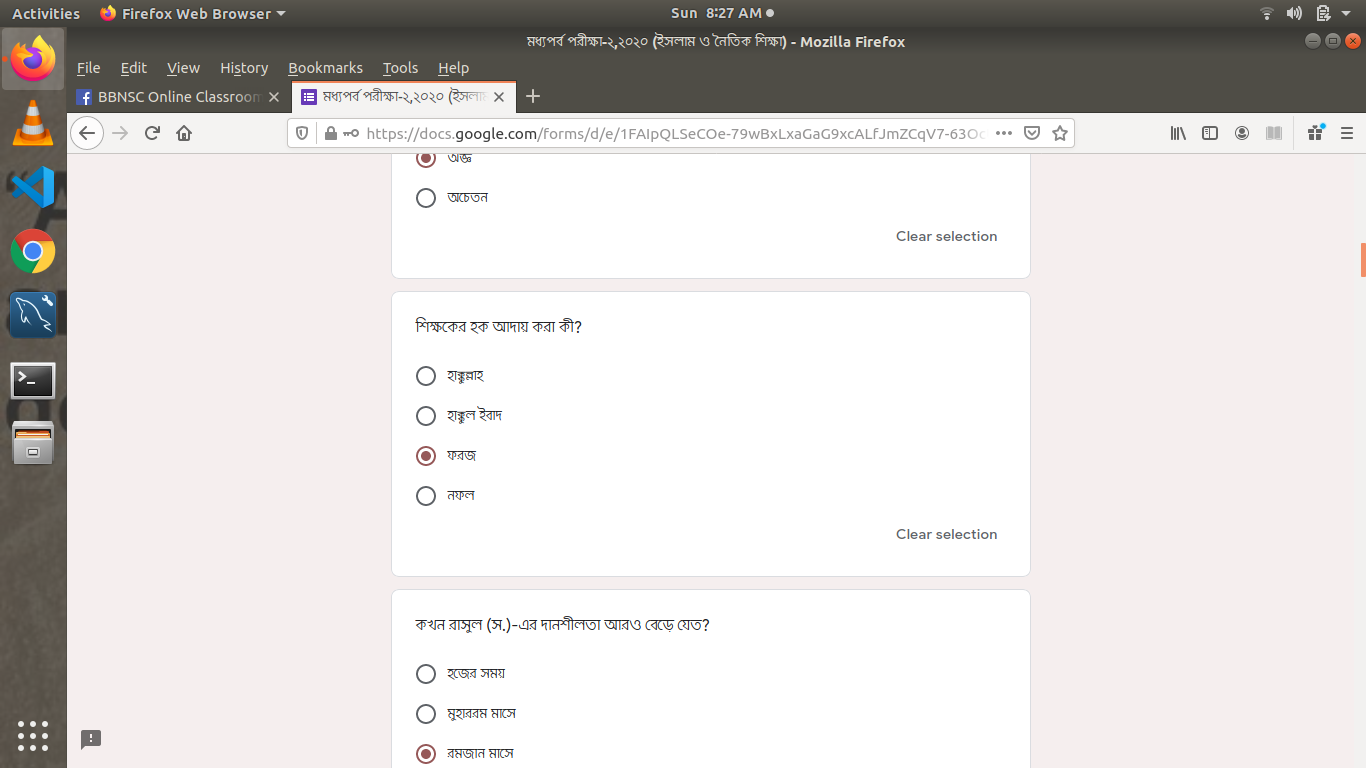 Activities Firefox Web Browser Sun 8:27 AM
মধ্যপর্ব পরীক্ষা-২,২০২০ (ইসলাম ও নৈতিক শিক্ষা) - Mozilla Firefox
File Edit View History Bookmarks Tools Help
BBNSC Online Classroom মধ্যপর্ব পরীক্ষা-২,২০২০ (ইসলাম
https://docs.google.com/forms/d/e/1FAIpQLSeCOe-79wBxLxaGaG9xcALfJmZCqV7-63Oc
অজ্ঞ
অচেতন
Clear selection
শিক্ষকের হক আদায় করা কী?
হাক্কুল্লাহ
হাক্কুল ইবাদ
ফরজ
নফল
Clear selection
কখন রাসুল (স.)-এর দানশীলতা আরও বেড়ে যেত?
হজের সময়
মুহাররম মাসে
রমজান মাসে